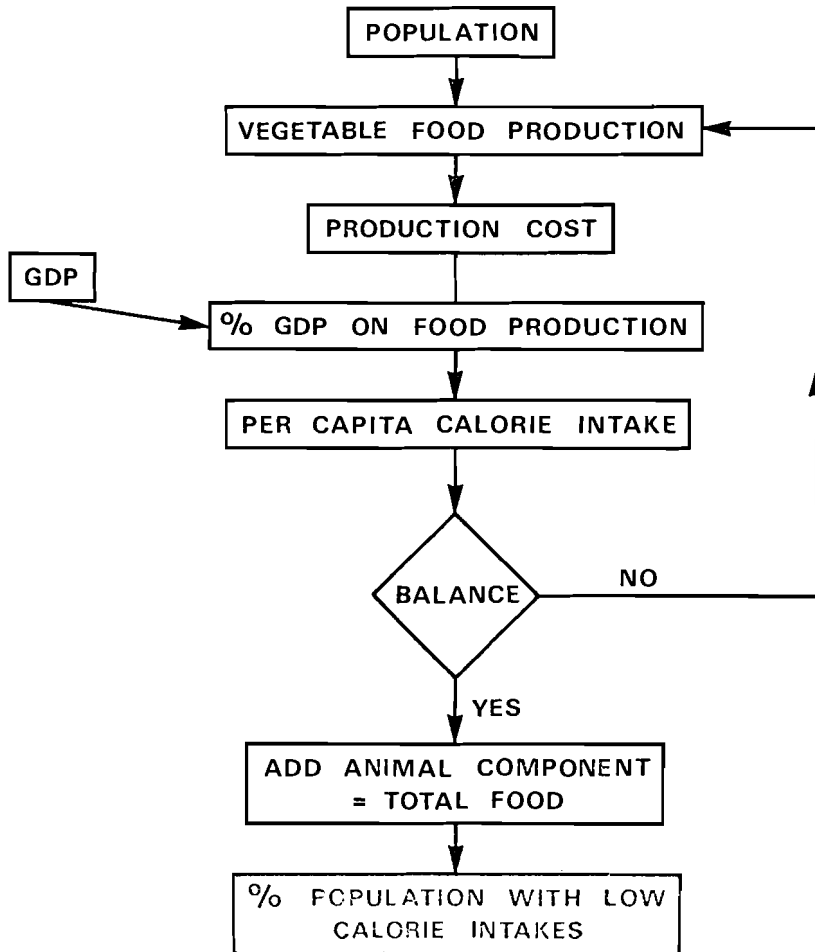 POPULATION
VEGETABLE FOOD PRODUCTION
PRODUCTION COST
GDP
% GDP ON FOOD PRODUCTION
PER CAPITA CALORIE INTAKE
BALANCE
NO
YES
ADD ANIMAL COMPONENT
= TOTAL FOOD
% POPULATION WITH LOW
CALORIE INTAKES